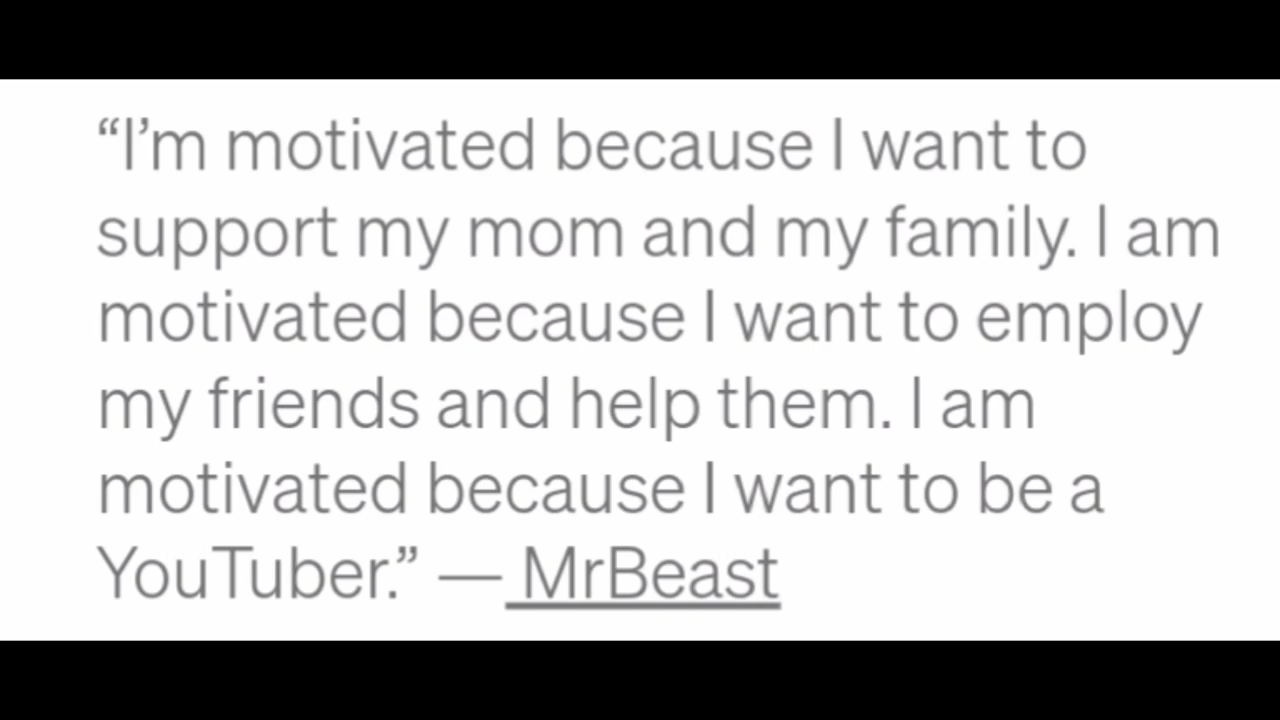 “I’m motivated because I want to
support my mom and my family. I am
motivated because I want to employ
my friends and help them. I am
motivated because I want to be a
YouTuber.” — MrBeast